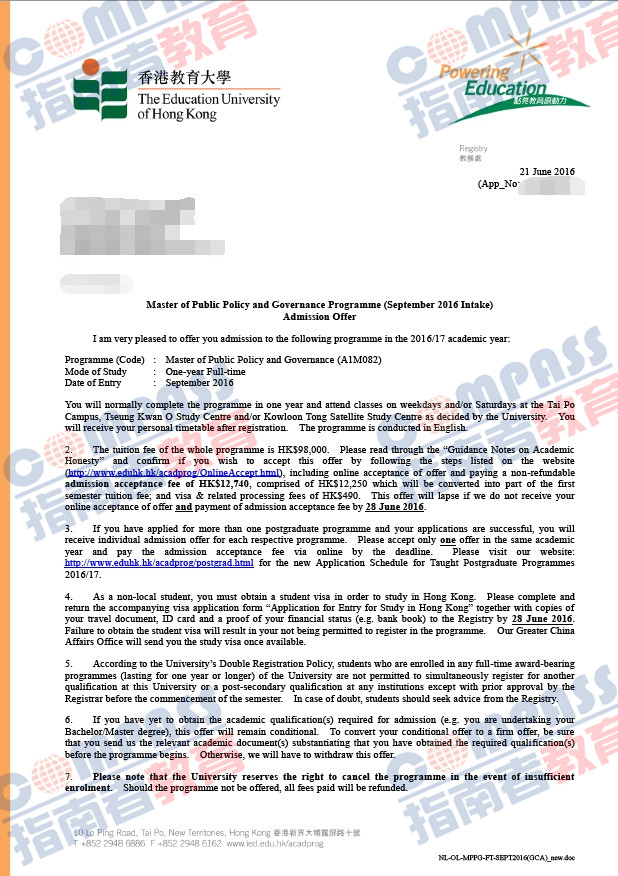 香港教育大學
The Education University
of Hong Kong
Powering
Education
點亮教育原動力
COMPASS
指南者教育
Registry
教務處
21 June 2016
(App_No:
Master of Public Policy and Governance Programme (September 2016 Intake)
Admission Offer
I am very pleased to offer you admission to the following programme in the 2016/17 academic year:
Programme (Code) : Master of Public Policy and Governance (A1M082)
Mode of Study : One-year Full-time
Date of Entry : September 2016
You will normally complete the programme in one year and attend classes on weekdays and/or Saturdays at the Tai Po
Campus, Tseung Kwan O Study Centre and/or Kowloon Tong Satellite Study Centre as decided by the University. You
will receive your personal timetable after registration. The programme is conducted in English.
2. The tuition fee of the whole programme is HK$98,000. Please read through the “Guidance Notes on Academic
Honesty” and confirm if you wish to accept this offer by following the steps listed on the website
(http://www.eduhk.hk/acadprog/OnlineAccept.htm), including online acceptance of offer and paying a non-refundable
admission acceptance fee of HK$12,740, comprised of HK$12,250 which will be converted into part of the first
semester tuition fee; and visa & related processing fees of HK$490. This offer will lapse if we do not receive your
online acceptance of offer and payment of admission acceptance fee by 28 June 2016.
3. If you have applied for more than one postgraduate programme and your applications are successful, you will
receive individual admission offer for each respective programme. Please accept only one offer in the same academic
year and pay the admission acceptance fee via online by the deadline. Please visit our website:
http://www.eduhk.hk/acadprog/postgrad.html for the new Application Schedule for Taught Postgraduate Programmes
2016/17.
4. As a non-local student, you must obtain a student visa in order to study in Hong Kong. Please complete and
return the accompanying visa application form “Application for Entry for Study in Hong Kong” together with copies of
your travel document, ID card and a proof of your financial status (e.g. bank book) to the Registry by 28 June 2016.
Failure to obtain the student visa will result in your not being permitted to register in the programme. Our Greater China
Affairs Office will send you the study visa once available.
5. According to the University’s Double Registration Policy, students who are enrolled in any full-time award-bearing
programmes (lasting for one year or longer) of the University are not permitted to simultaneously register for another
qualification at this University or a post-secondary qualification at any institutions except with prior approval by the
Registrar before the commencement of the semester. In case of doubt, students should seek advice from the Registry.
6. If you have yet to obtain the academic qualification(s) required for admission (e.g. you are undertaking your
Bachelor/Master degree), this offer will remain conditional. To convert your conditional offer to a firm offer, be sure
that you send us the relevant academic document(s) substantiating that you have obtained the required qualification(s)
before the programme begins. Otherwise, we will have to withdraw this offer.
7. Please note that the University reserves the right to cancel the programme in the event of insufficient
enrolment. Should the programme not be offered, all fees paid will be refunded.
10 Lo Ping Road, Tai Po, New Territories, Hong Kong 香港新界大埔露屏路十號
T +852 2948 6886 F +852 2948 6162 www.ied.edu.hk/acadprog
NL-OL-MPPG-FT-SEPT2016(GCA)_new.doc